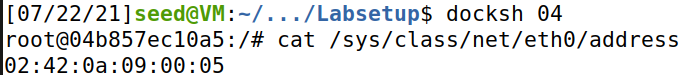 [07/22/21]seed@VM:~/.../Labsetup$ docksh 04
root@04b857ec10a5:/# cat /sys/class/net/eth0/address
02:42:0a:09:00:05